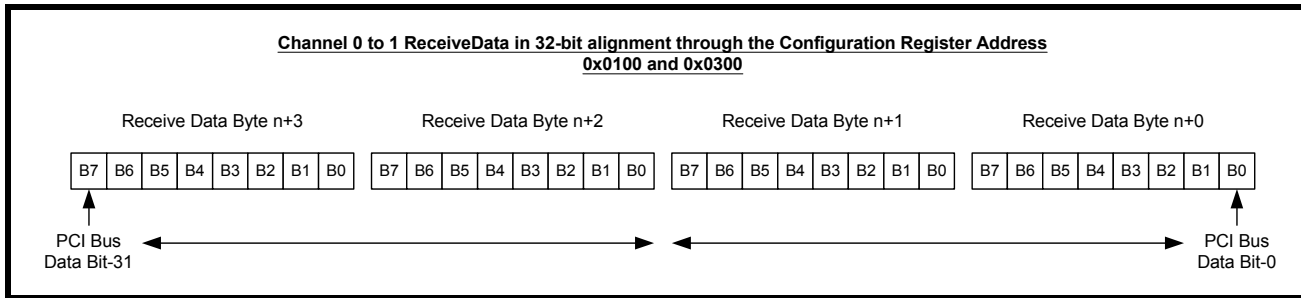 Channel 0 to 1 ReceiveData in 32-bit alignment through the Configuration Register Address
0x0100 and 0x0300
Receive Data Byte n+3 Receive Data Byte n+2 Receive Data Byte n+1 Receive Data Byte n+0
B7 B6 B5 B4 B3 B2 B1 B0 B7 B6 B5 B4 B3 B2 B1 B0 B7 B6 B5 B4 B3 B2 B1 B0 B7 B6 B5 B4 B3 B2 B1 B0
PCI Bus PCI Bus
Data Bit-31 Data Bit-0